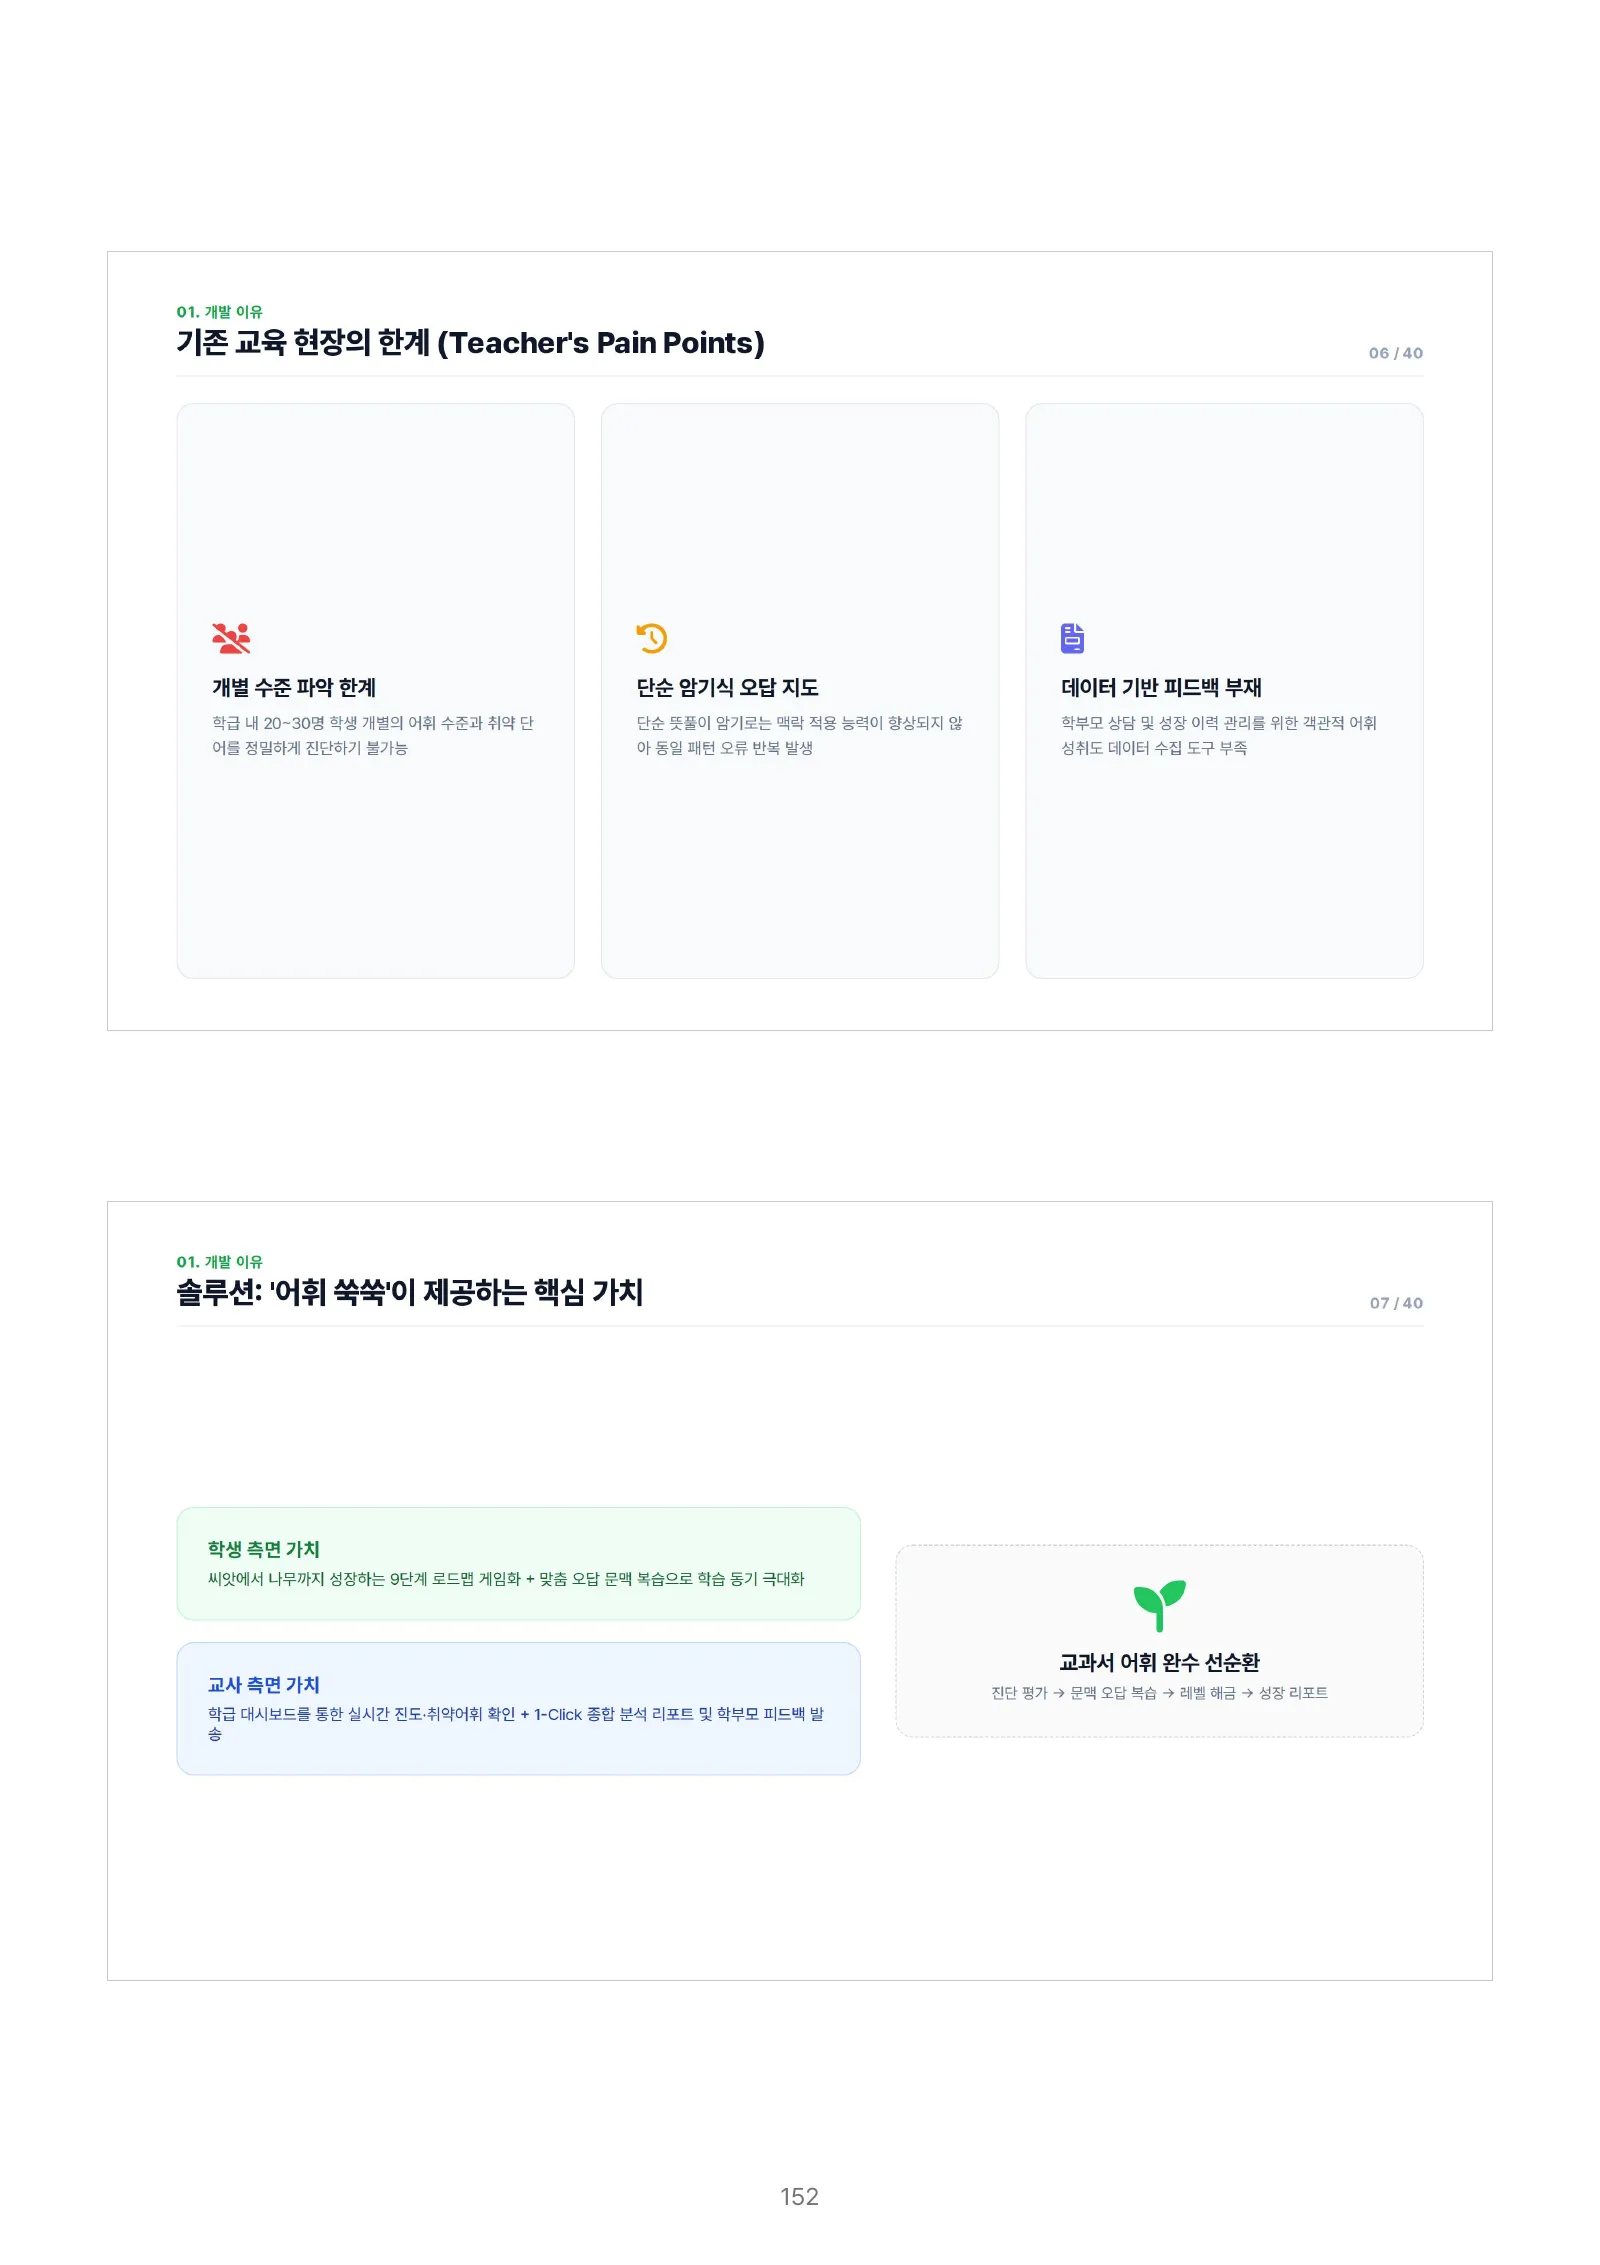 01. 개발 이유
기존 교육 현장의 한계 (Teacher's Pain Points)
06 / 40
개별 수준 파악 한계
학급 내 20~30명 학생 개별의 어휘 수준과 취약 단
어를 정밀하게 진단하기 불가능
단순 암기식 오답 지도
단순 뜻풀이 암기로는 맥락 적용 능력이 향상되지 않
아 동일 패턴 오류 반복 발생
데이터 기반 피드백 부재
학부모 상담 및 성장 이력 관리를 위한 객관적 어휘
성취도 데이터 수집 도구 부족
01. 개발 이유
솔루션: '어휘 쑥쑥'이 제공하는 핵심 가치
07 / 40
학생 측면 가치
씨앗에서 나무까지 성장하는 9단계 로드맵 게임화 + 맞춤 오답 문맥 복습으로 학습 동기 극대화
교사 측면 가치
학급 대시보드를 통한 실시간 진도·취약어휘 확인 + 1-Click 종합 분석 리포트 및 학부모 피드백 발
송
교과서 어휘 완수 선순환
진단 평가 → 문맥 오답 복습 → 레벨 해금 → 성장 리포트
152